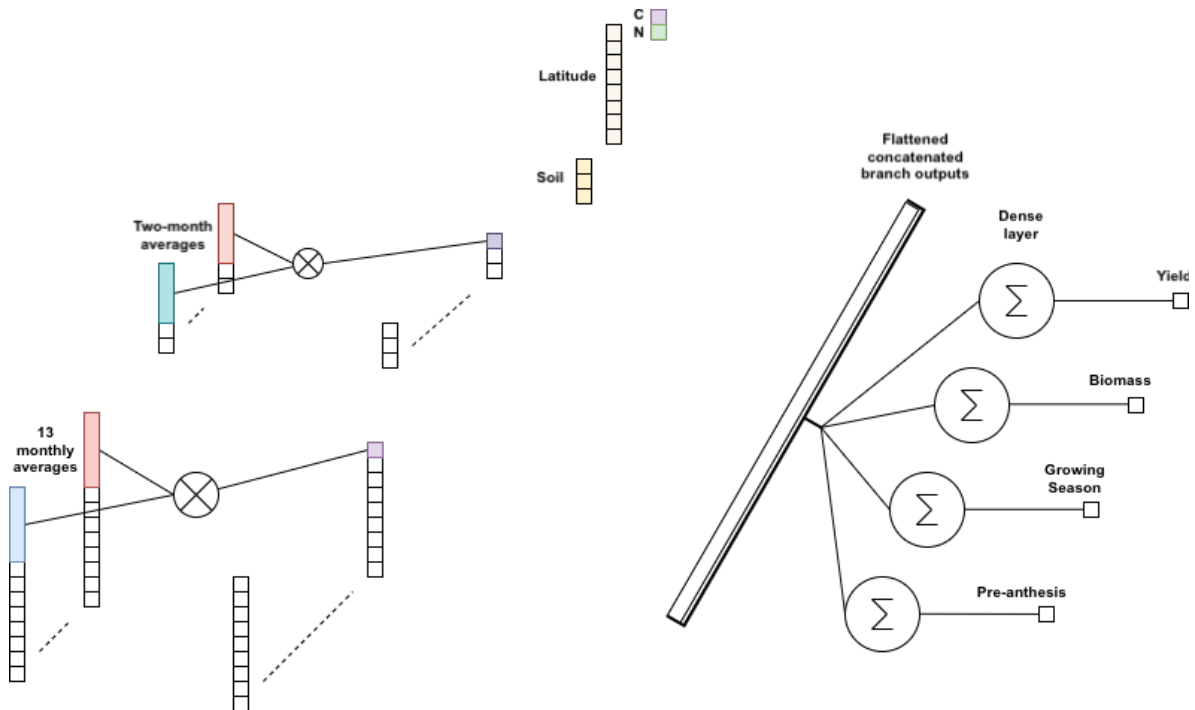 C
N
Latitude
Soil
Two-month
averages
13
monthly
averages
Flattened
concatenated
branch outputs
Dense
layer
Σ
Yield
Σ
Biomass
Σ
Growing
Season
Σ
Pre-anthesis